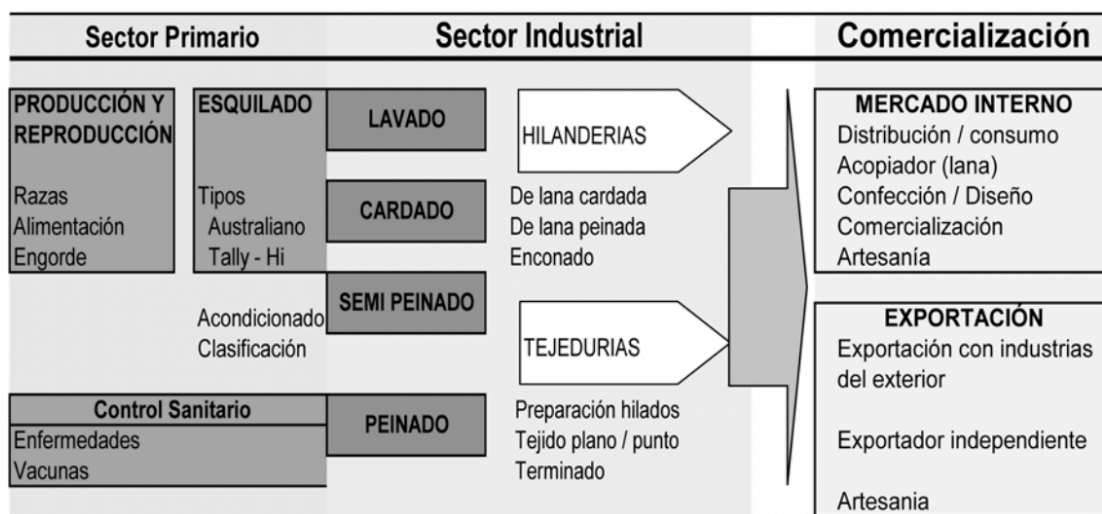 Sector Primario
Sector Industrial
Comercialización
PRODUCCIÓN Y
REPRODUCCIÓN
Razas
Alimentación
Engorde
ESQUILADO
Tipos
Australiano
Tally - Hi
Acondicionado
Clasificación
Control Sanitario
Enfermedades
Vacunas
LAVADO
CARDADO
SEMI PEINADO
PEINADO
HILANDERIAS
De lana cardada
De lana peinada
Enconado
TEJEDURIAS
Preparación hilados
Tejido plano / punto
Terminado
MERCADO INTERNO
Distribución / consumo
Acopiador (lana)
Confección / Diseño
Comercialización
Artesanía
EXPORTACIÓN
Exportación con industrias
del exterior
Exportador independiente
Artesania